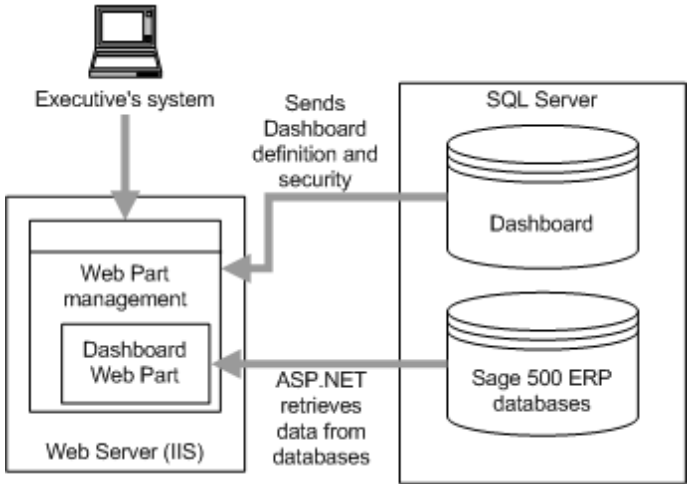 Executive's system
Sends
Dashboard
definition and
security
SQL Server
Dashboard
Web Part
management
Dashboard
Web Part
Web Server (IIS)
ASP.NET
retrieves
data from
databases
Sage 500 ERP
databases